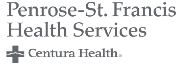 Penrose-St. Francis
Health Services
Centura Health®